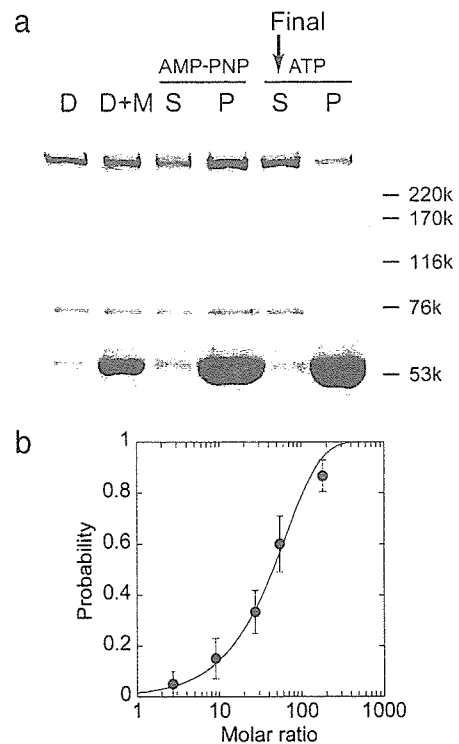 a
Final
AMP-PNP ATP
D D+M S P S P
220k
170k
116k
76k
53k
b
1
0.8
0.6
0.4
0.2
0
Probability
1 10 100 1000
Molar ratio